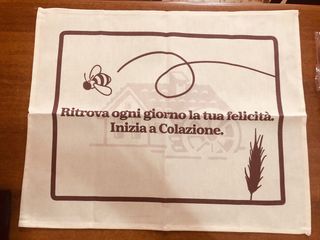 Ritrova ogni giorno la tua felicità.
Inizia a Colazione.